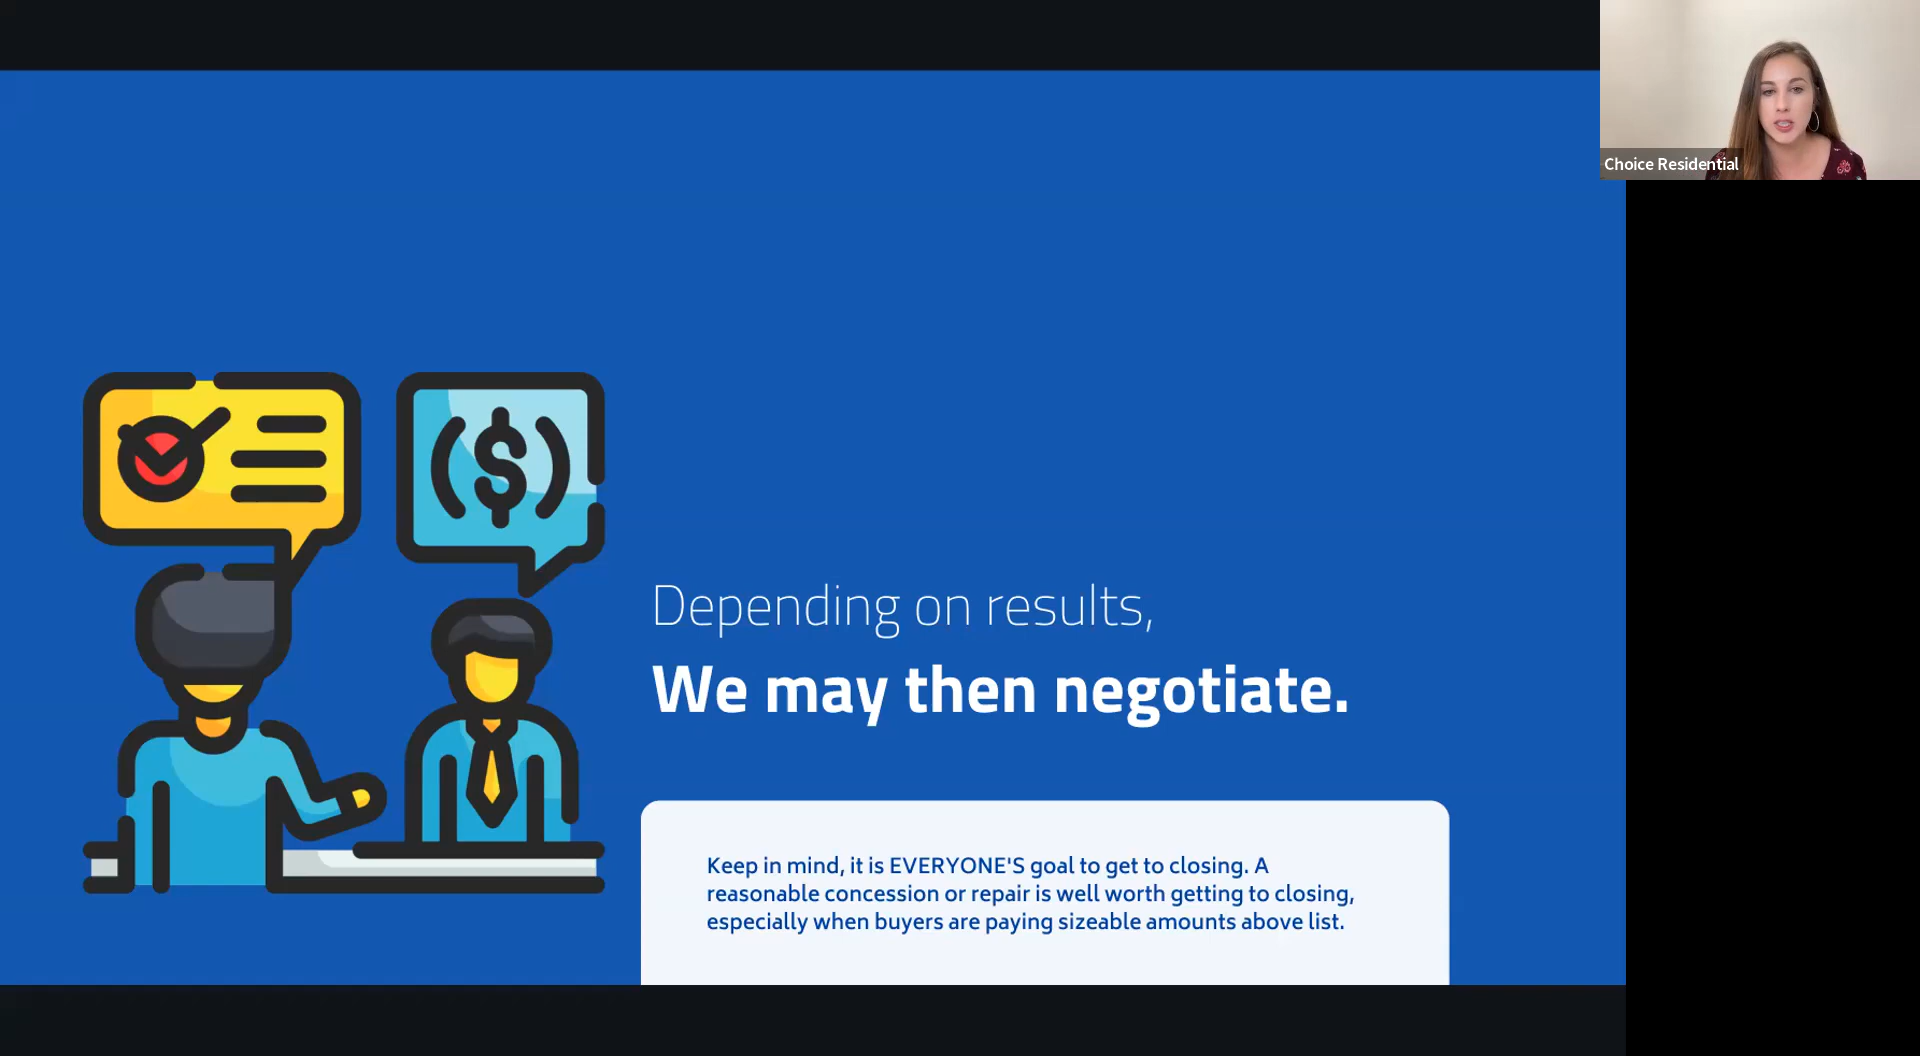 Choice Residential
Depending on results,
We may then negotiate.
Keep in mind, it is EVERYONE'S goal to get to closing. A
reasonable concession or repair is well worth getting to closing,
especially when buyers are paying sizeable amounts above list.
($)